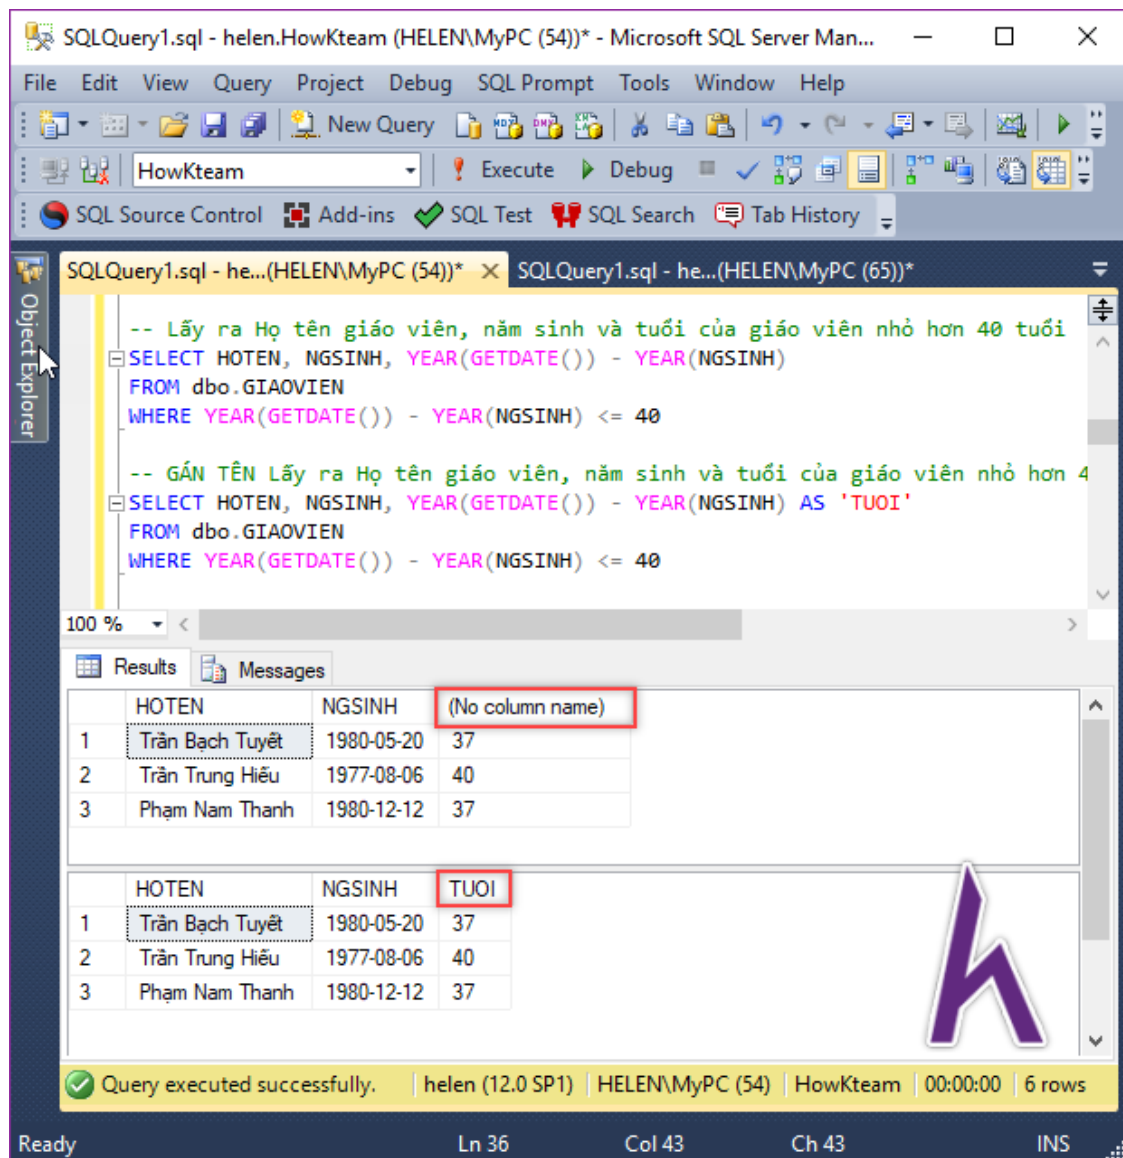 SQLQuery1.sql - helen.HowKteam (HELEN\MyPC (54))* - Microsoft SQL Server Man...
File Edit View Query Project Debug SQL Prompt Tools Window Help
New Query
HowKteam Execute Debug
SQL Source Control Add-ins SQL Test SQL Search Tab History
SQLQuery1.sql - he...(HELEN\MyPC (54))* SQLQuery1.sql - he...(HELEN\MyPC (65))*
Object Explorer
-- Lấy ra Họ tên giáo viên, năm sinh và tuổi của giáo viên nhỏ hơn 40 tuổi
SELECT HOTEN, NGSINH, YEAR(GETDATE()) - YEAR(NGSINH)
FROM dbo.GIAOVIEN
WHERE YEAR(GETDATE()) - YEAR(NGSINH) <= 40
-- GÁN TÊN Lấy ra Họ tên giáo viên, năm sinh và tuổi của giáo viên nhỏ hơn 4
SELECT HOTEN, NGSINH, YEAR(GETDATE()) - YEAR(NGSINH) AS 'TUOI'
FROM dbo.GIAOVIEN
WHERE YEAR(GETDATE()) - YEAR(NGSINH) <= 40
100 %
Results Messages
HOTEN NGSINH (No column name)
1 Trần Bạch Tuyết 1980-05-20 37
2 Trần Trung Hiếu 1977-08-06 40
3 Phạm Nam Thanh 1980-12-12 37
HOTEN NGSINH TUOI
1 Trần Bạch Tuyết 1980-05-20 37
2 Trần Trung Hiếu 1977-08-06 40
3 Phạm Nam Thanh 1980-12-12 37
Query executed successfully. helen (12.0 SP1) HELEN\MyPC (54) HowKteam 00:00:00 6 rows
Ready Ln 36 Col 43 Ch 43 INS